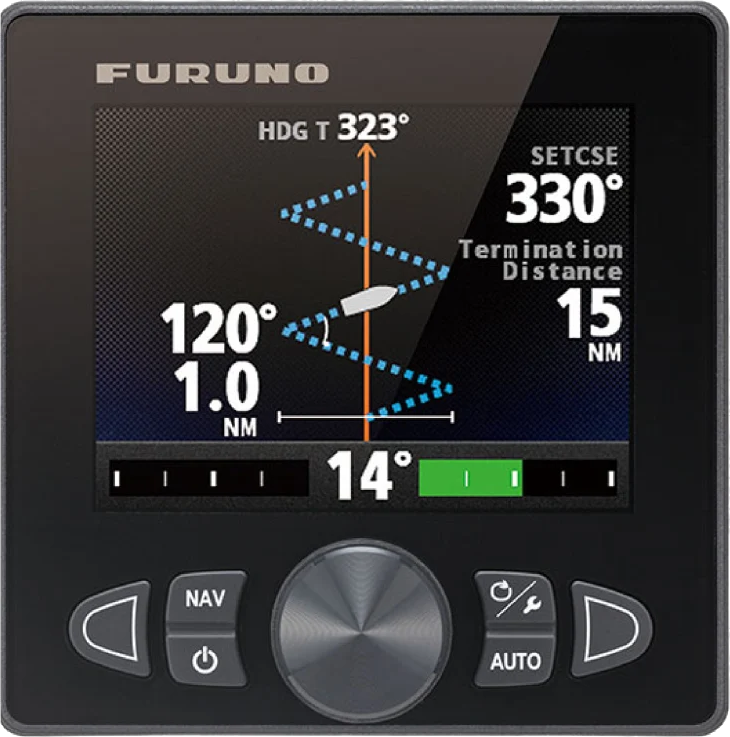 FURUNO
HDG T 323°
SETCSE
330°
Termination
Distance
15
NM
120°
1.0
NM
14°
NAV
AUTO